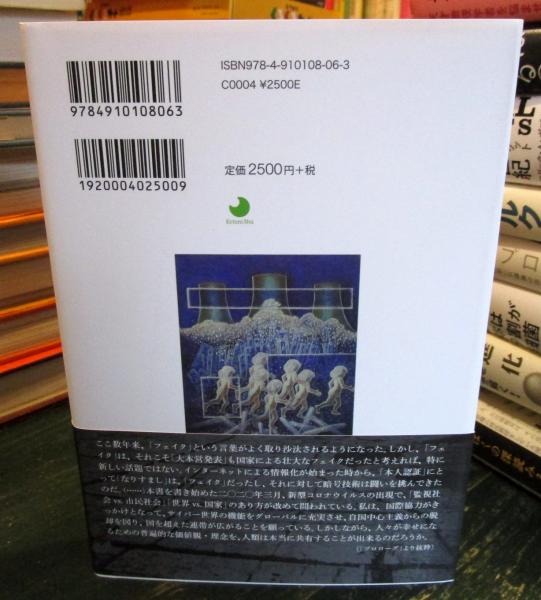 ISBN978-4-910108-06-3
C0004 ¥2500E
9784910108063
1920004025009
定価 2500円+税
ここ数年来、「フェイク」という言葉がよく取り沙汰されるようになった。しかし、「フェ
イク」は、それこそ「大本営発表」も国家による壮大なフェイクだったと考えれば、特に
新しい話題ではない。インターネットによる情報化が始まった時から、「本人認証」にと
って「なりすまし」は、「フェイク」だったし、それに対して暗号技術は闘いを挑んできたの
だ。(……)本書を書き始めた二〇二〇年三月、新型コロナウイルスの出現で、「監視社
会 vs. 市民社会」「世界 vs. 国家」のあり方が改めて問われている。私は、国際協力がき
っかけとなって、サイバー世界の機能をグローバルに充実させ、自国中心主義からの脱
却を図り、国を超えた連帯が広がることを願っている。しかしながら、人々が幸せにな
るための普遍的な価値観・理念を、人類は本当に共有することが出来るのだろうか。
(「プロローグ」より抜粋)
進化